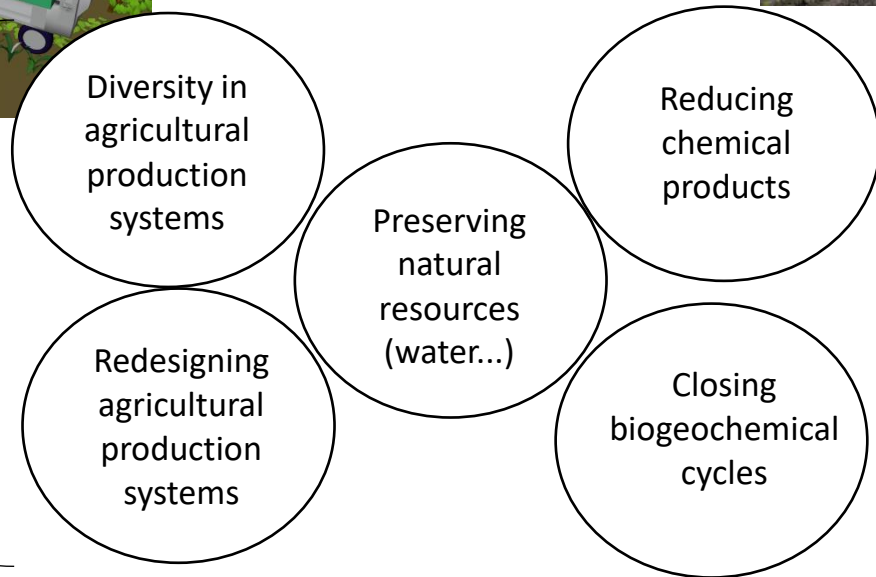 Diversity in
agricultural
production
systems
Reducing
chemical
products
Preserving
natural
resources
(water...)
Redesigning
agricultural
production
systems
Closing
biogeochemical
cycles